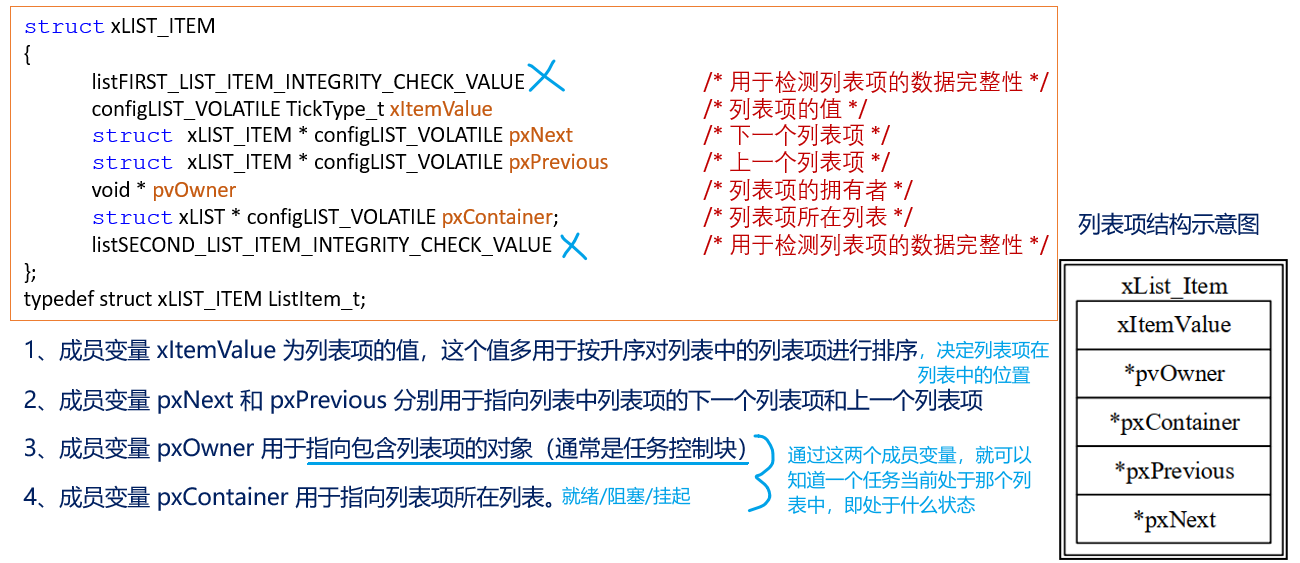 struct xLIST_ITEM
{
listFIRST_LIST_ITEM_INTEGRITY_CHECK_VALUE /* 用于检测列表项的数据完整性 */
configLIST_VOLATILE TickType_t xItemValue /* 列表项的值 */
struct xLIST_ITEM * configLIST_VOLATILE pxNext /* 下一个列表项 */
struct xLIST_ITEM * configLIST_VOLATILE pxPrevious /* 上一个列表项 */
void * pvOwner /* 列表项的拥有者 */
struct xLIST * configLIST_VOLATILE pxContainer; /* 列表项所在列表 */
listSECOND_LIST_ITEM_INTEGRITY_CHECK_VALUE /* 用于检测列表项的数据完整性 */
};
typedef struct xLIST_ITEM ListItem_t;
1、成员变量 xItemValue 为列表项的值，这个值多用于按升序对列表中的列表项进行排序，决定列表项在
列表中的位置
2、成员变量 pxNext 和 pxPrevious 分别用于指向列表中列表项的下一个列表项和上一个列表项
3、成员变量 pxOwner 用于指向包含列表项的对象（通常是任务控制块）
4、成员变量 pxContainer 用于指向列表项所在列表。就绪/阻塞/挂起
通过这两个成员变量，就可以
知道一个任务当前处于那个列
表中，即处于什么状态
列表项结构示意图
xList_Item
xItemValue
*pvOwner
*pxContainer
*pxPrevious
*pxNext